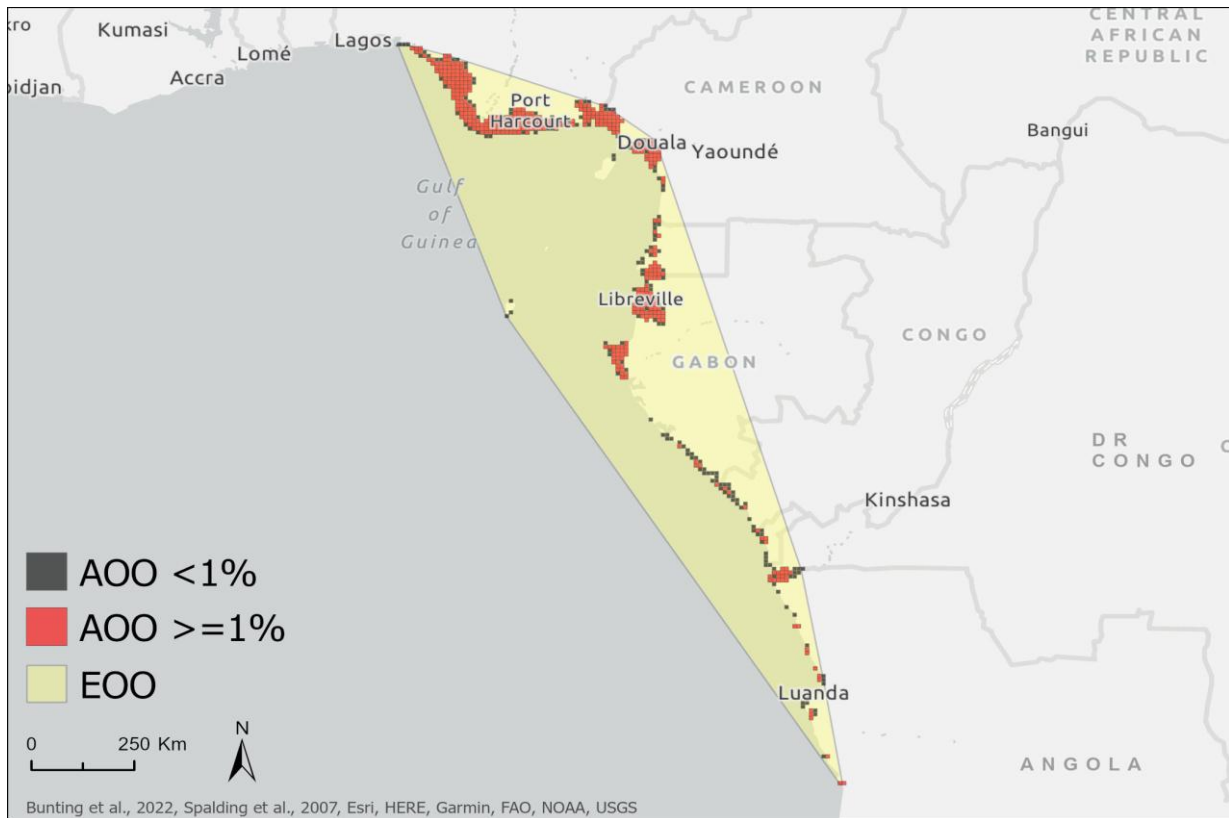 CENTRAL
AFRICAN
REPUBLIC
kro
Kumasi
Lagos
Lomé
Accra
oidjan
CAMEROON
Port
Harcourt
Douala
Yaoundé
Bangui
Gulf
of
Guinea
Libreville
GABON
CONGO
DR
CONGO
Kinshasa
Luanda
ANGOLA
AOO <1%
AOO >=1%
EOO
0 250 Km
N
Bunting et al., 2022, Spalding et al., 2007, Esri, HERE, Garmin, FAO, NOAA, USGS